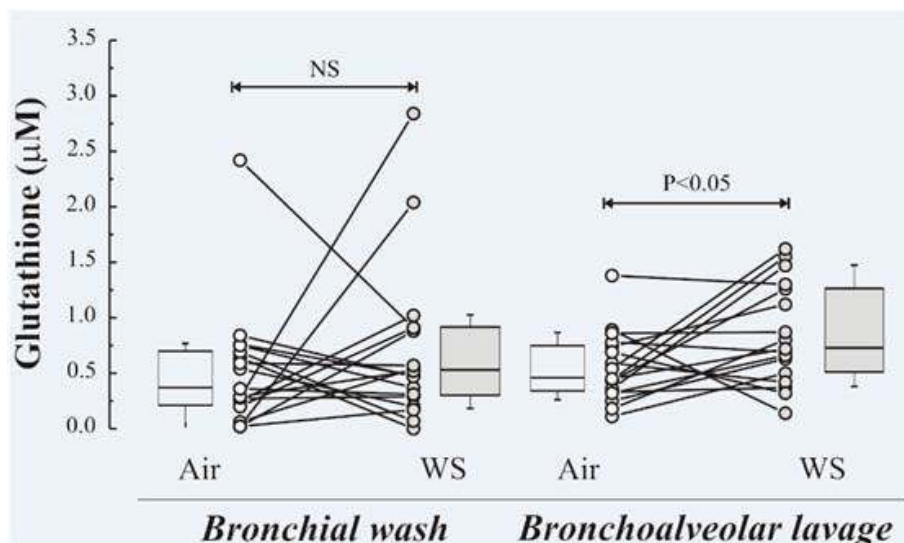 3.5
3.0
2.5
2.0
1.5
1.0
0.5
0.0
Glutathione (µM)
NS
P<0.05
Air WS Air WS
Bronchial wash Bronchoalveolar lavage